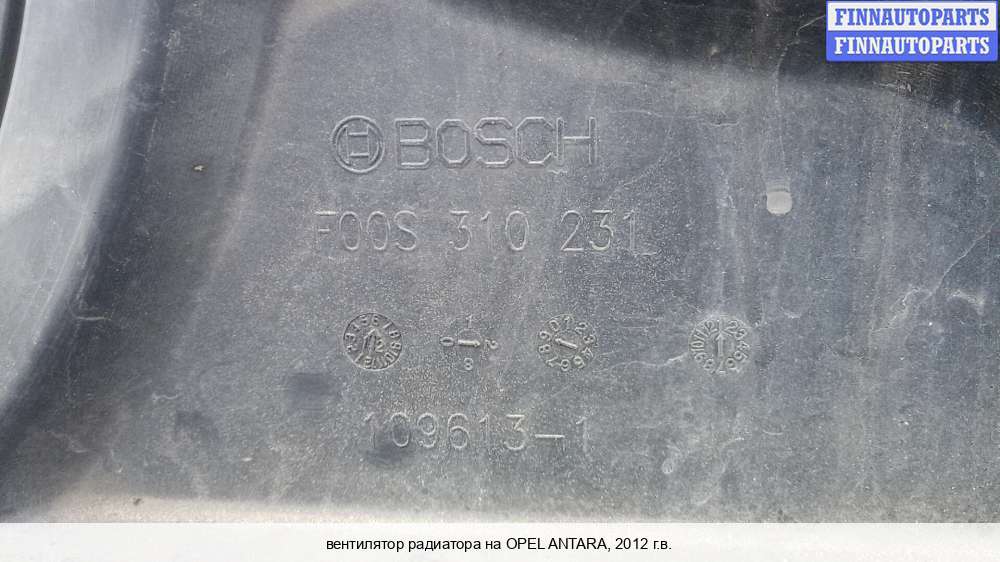 FINNAUTOPARTS
FINNAUTOPARTS
BOSCH
F00S 310 231
109613-1
вентилятор радиатора на OPEL ANTARA, 2012 г.в.